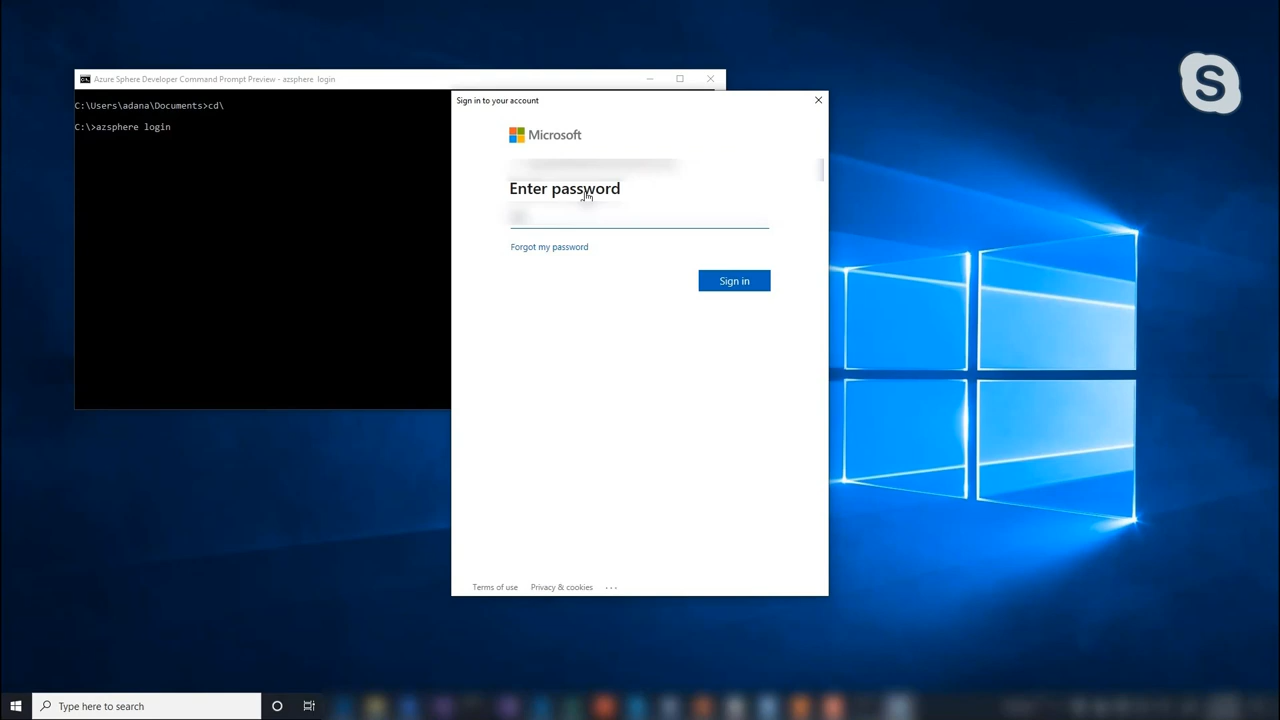 Azure Sphere Developer Command Prompt Preview - azsphere login
C:\Users\adana\Documents>cd\
C:\>azsphere login
Sign in to your account
Microsoft
Enter password
Forgot my password
Sign in
Terms of use
Privacy & cookies
...
S
Type here to search